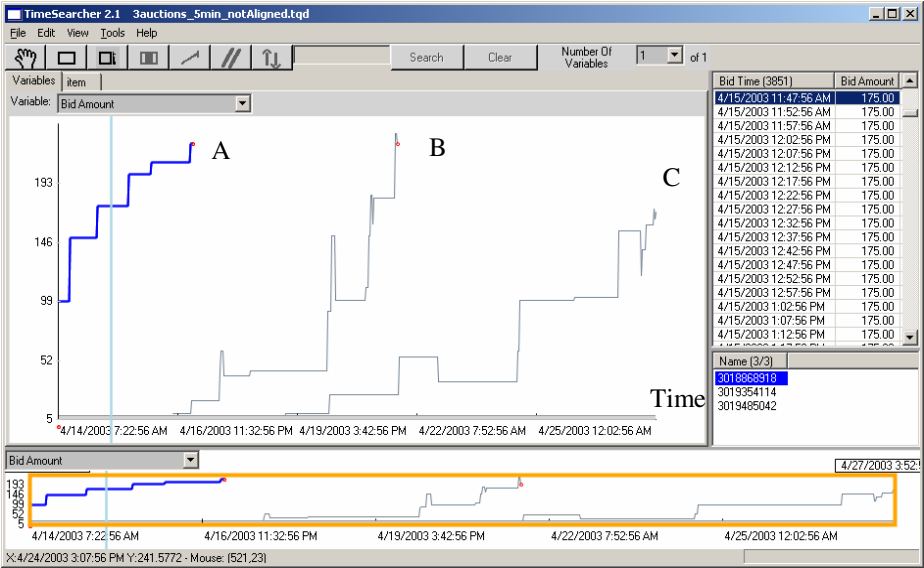 TimeSearcher 2.1 3auctions_5min_notAligned.tqd
File Edit View Tools Help
Search Clear Number Of Variables 1 of 1
Variables item
Variable: Bid Amount
A
B
C
193
146
99
52
5
Time
4/14/2003 7:22:56 AM 4/16/2003 11:32:56 PM 4/19/2003 3:42:56 PM 4/22/2003 7:52:56 AM 4/25/2003 12:02:56 AM
Bid Time (3851) Bid Amount
4/15/2003 11:47:56 AM 175.00
4/15/2003 11:52:56 AM 175.00
4/15/2003 11:57:56 AM 175.00
4/15/2003 12:02:56 PM 175.00
4/15/2003 12:07:56 PM 175.00
4/15/2003 12:12:56 PM 175.00
4/15/2003 12:17:56 PM 175.00
4/15/2003 12:22:56 PM 175.00
4/15/2003 12:27:56 PM 175.00
4/15/2003 12:32:56 PM 175.00
4/15/2003 12:37:56 PM 175.00
4/15/2003 12:42:56 PM 175.00
4/15/2003 12:47:56 PM 175.00
4/15/2003 12:52:56 PM 175.00
4/15/2003 12:57:56 PM 175.00
4/15/2003 1:02:56 PM 175.00
4/15/2003 1:07:56 PM 175.00
4/15/2003 1:12:56 PM 175.00
Name (3/3)
3018868918
3019354114
3019485042
Bid Amount
4/27/2003 3:52:5
193
146
99
52
5
4/14/2003 7:22:56 AM 4/16/2003 11:32:56 PM 4/19/2003 3:42:56 PM 4/22/2003 7:52:56 AM 4/25/2003 12:02:56 AM
X:4/24/2003 3:07:56 PM Y:241.5772 - Mouse: (521,23)